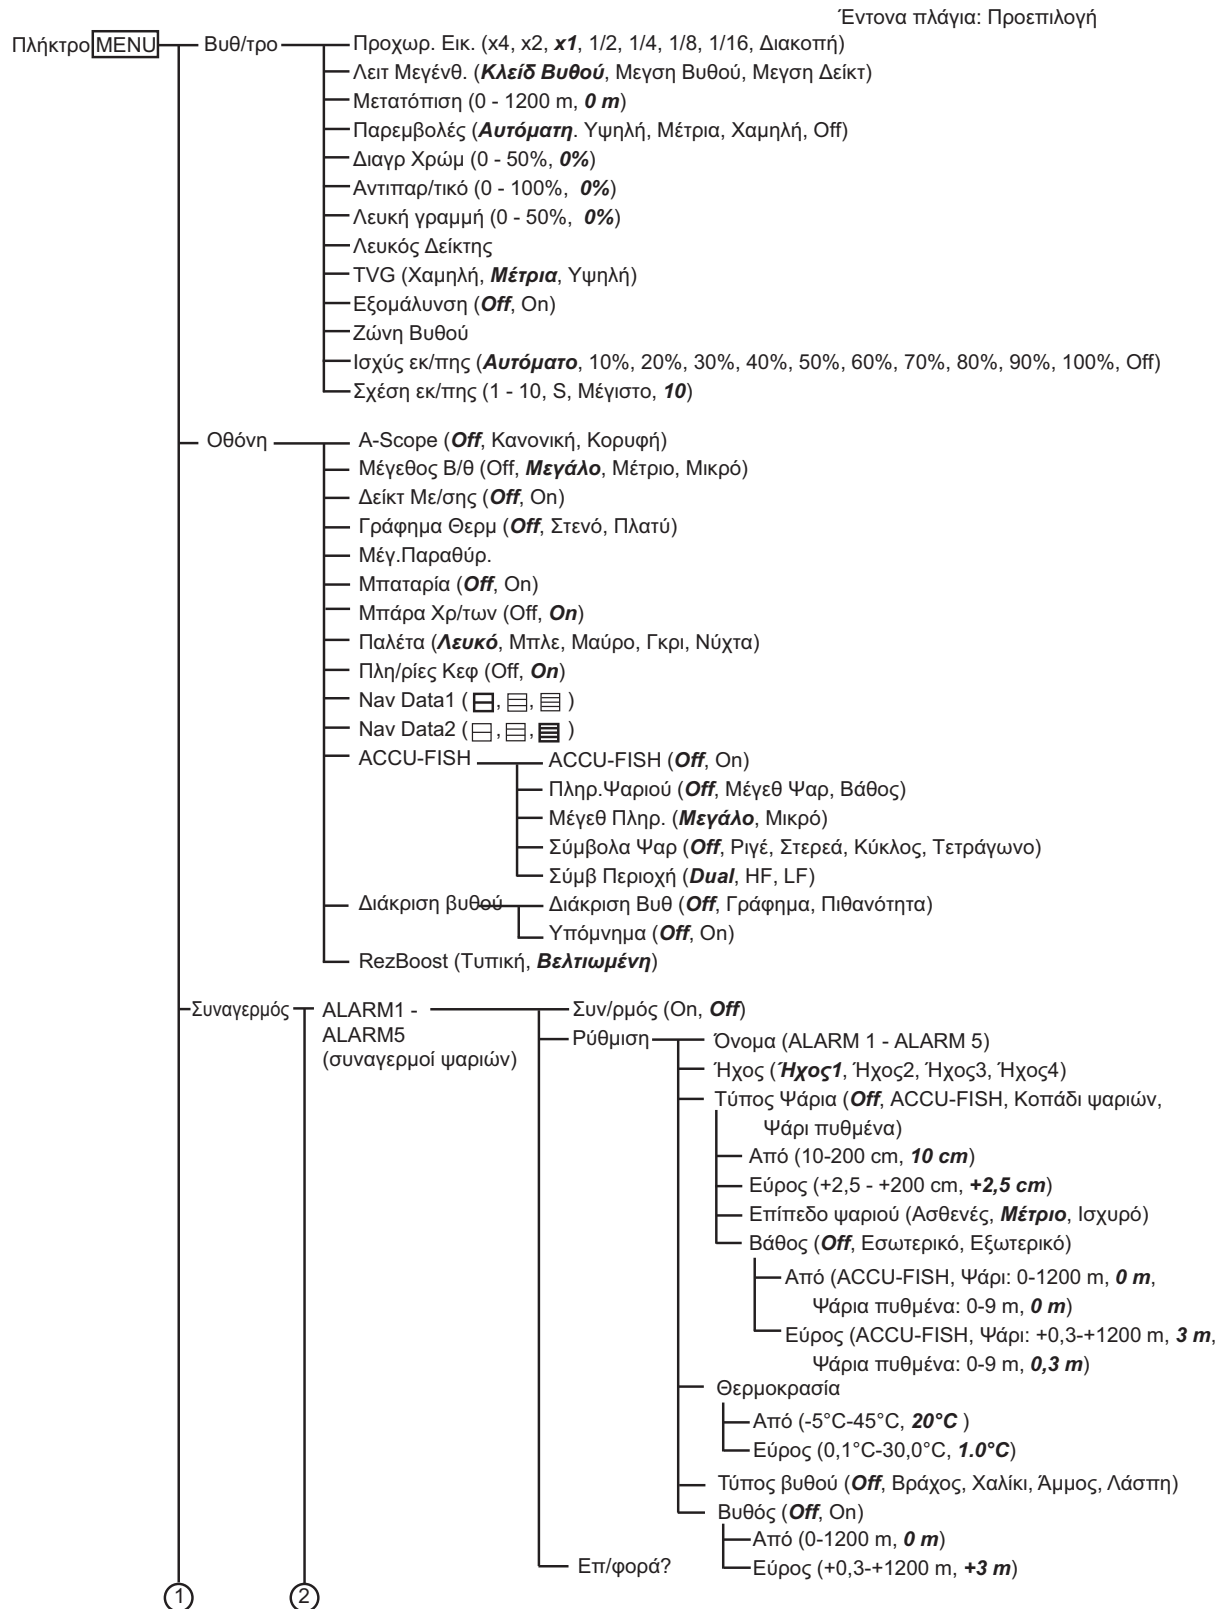 Έντονα πλάγια: Προεπιλογή
Πλήκτρο MENU
Βυθ/τρο
Προχωρ. Εικ. (x4, x2, x1, 1/2, 1/4, 1/8, 1/16, Διακοπή)
Λειτ Μεγένθ. (Κλείδ Βυθού, Μεγση Βυθού, Μεγση Δείκτ)
Μετατόπιση (0 - 1200 m, 0 m)
Παρεμβολές (Αυτόματη. Υψηλή, Μέτρια, Χαμηλή, Off)
Διαγρ Χρώμ (0 - 50%, 0%)
Αντιπαρ/τικό (0 - 100%, 0%)
Λευκή γραμμή (0 - 50%, 0%)
Λευκός Δείκτης
TVG (Χαμηλή, Μέτρια, Υψηλή)
Εξομάλυνση (Off, On)
Ζώνη Βυθού
Ισχύς εκ/πης (Αυτόματο, 10%, 20%, 30%, 40%, 50%, 60%, 70%, 80%, 90%, 100%, Off)
Σχέση εκ/πης (1 - 10, S, Μέγιστο, 10)
Οθόνη
A-Scope (Off, Κανονική, Κορυφή)
Μέγεθος Β/θ (Off, Μεγάλο, Μέτριο, Μικρό)
Δείκτ Με/σης (Off, On)
Γράφημα Θερμ (Off, Στενό, Πλατύ)
Μέγ.Παραθύρ.
Μπαταρία (Off, On)
Μπάρα Χρ/των (Off, On)
Παλέτα (Λευκό, Μπλε, Μαύρο, Γκρι, Νύχτα)
Πλη/ρίες Κεφ (Off, On)
Nav Data1 ( , , )
Nav Data2 ( , , )
ACCU-FISH
ACCU-FISH (Off, On)
Πληρ.Ψαριού (Off, Μέγεθ Ψαρ, Βάθος)
Μέγεθ Πληρ. (Μεγάλο, Μικρό)
Σύμβολα Ψαρ (Off, Ριγέ, Στερεά, Κύκλος, Τετράγωνο)
Σύμβ Περιοχή (Dual, HF, LF)
Διάκριση βυθού
Διάκριση Βυθ (Off, Γράφημα, Πιθανότητα)
Υπόμνημα (Off, On)
RezBoost (Τυπική, Βελτιωμένη)
Συναγερμός
ALARM1 -
ALARM5
(συναγερμοί ψαριών)
Συν/ρμός (On, Off)
Ρύθμιση
Όνομα (ALARM 1 - ALARM 5)
Ήχος (Ήχος1, Ήχος2, Ήχος3, Ήχος4)
Τύπος Ψάρια (Off, ACCU-FISH, Κοπάδι ψαριών,
Ψάρι πυθμένα)
Από (10-200 cm, 10 cm)
Εύρος (+2,5 - +200 cm, +2,5 cm)
Επίπεδο ψαριού (Ασθενές, Μέτριο, Ισχυρό)
Βάθος (Off, Εσωτερικό, Εξωτερικό)
Από (ACCU-FISH, Ψάρι: 0-1200 m, 0 m,
Ψάρια πυθμένα: 0-9 m, 0 m)
Εύρος (ACCU-FISH, Ψάρι: +0,3-+1200 m, 3 m,
Ψάρια πυθμένα: 0-9 m, 0,3 m)
Θερμοκρασία
Από (-5°C-45°C, 20°C )
Εύρος (0,1°C-30,0°C, 1.0°C)
Τύπος βυθού (Off, Βράχος, Χαλίκι, Άμμος, Λάσπη)
Βυθός (Off, On)
Από (0-1200 m, 0 m)
Εύρος (+0,3-+1200 m, +3 m)
Επ/φορά?
1
2